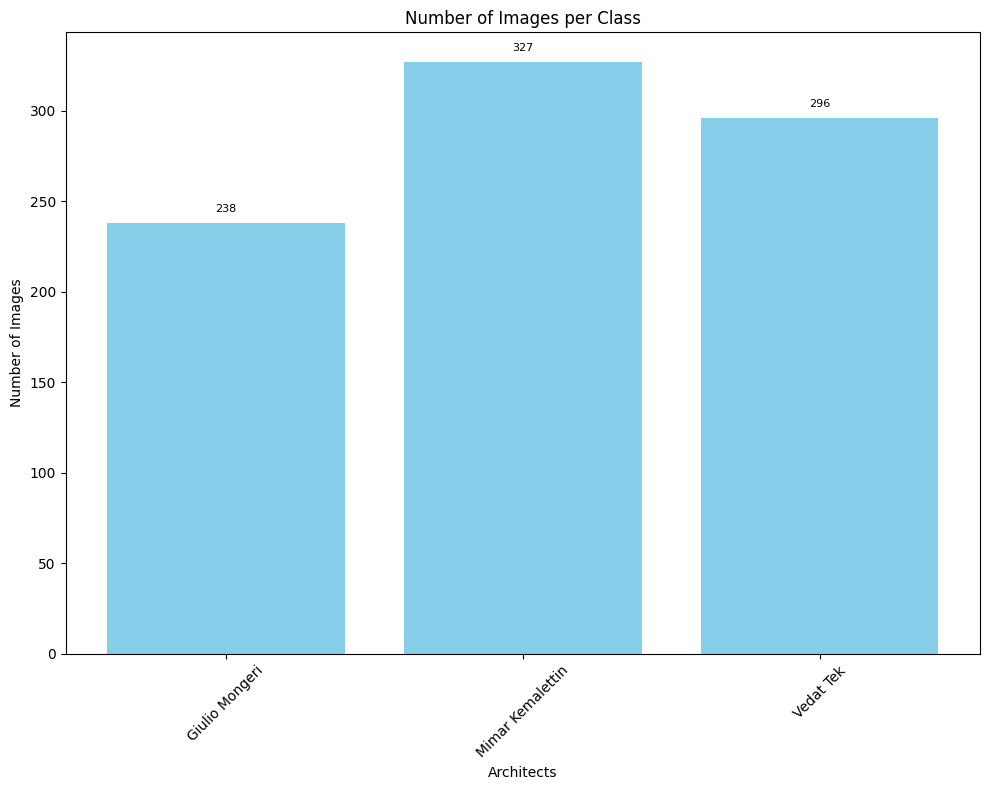 Number of Images per Class
327
296
238
300
250
200
150
100
50
0
Number of Images
Giulio Mongeri
Mimar Kemalettin
Vedat Tek
Architects